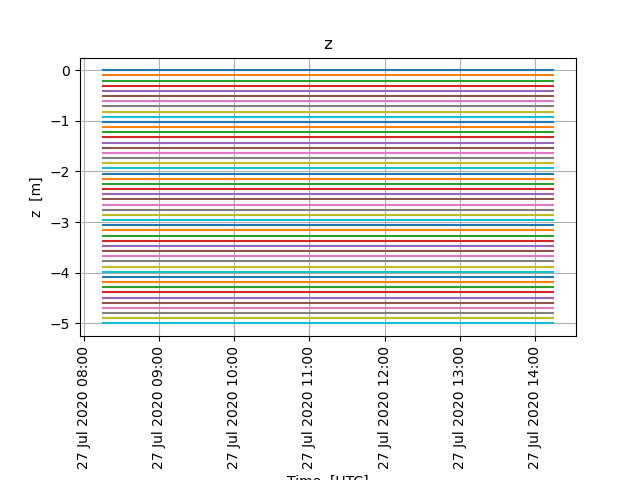 z
0
−1
−2
−3
−4
−5
z [m]
27 Jul 2020 08:00
27 Jul 2020 09:00
27 Jul 2020 10:00
27 Jul 2020 11:00
27 Jul 2020 12:00
27 Jul 2020 13:00
27 Jul 2020 14:00
Time [UTC]